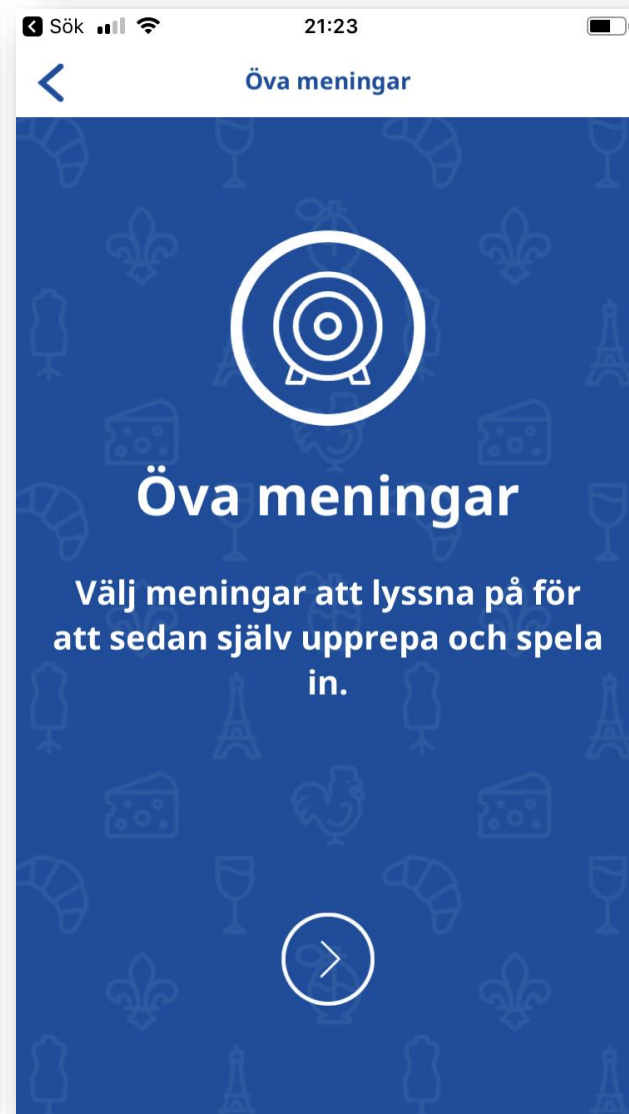 Sök 21:23
Öva meningar
Öva meningar
Välj meningar att lyssna på för
att sedan själv upprepa och spela
in.